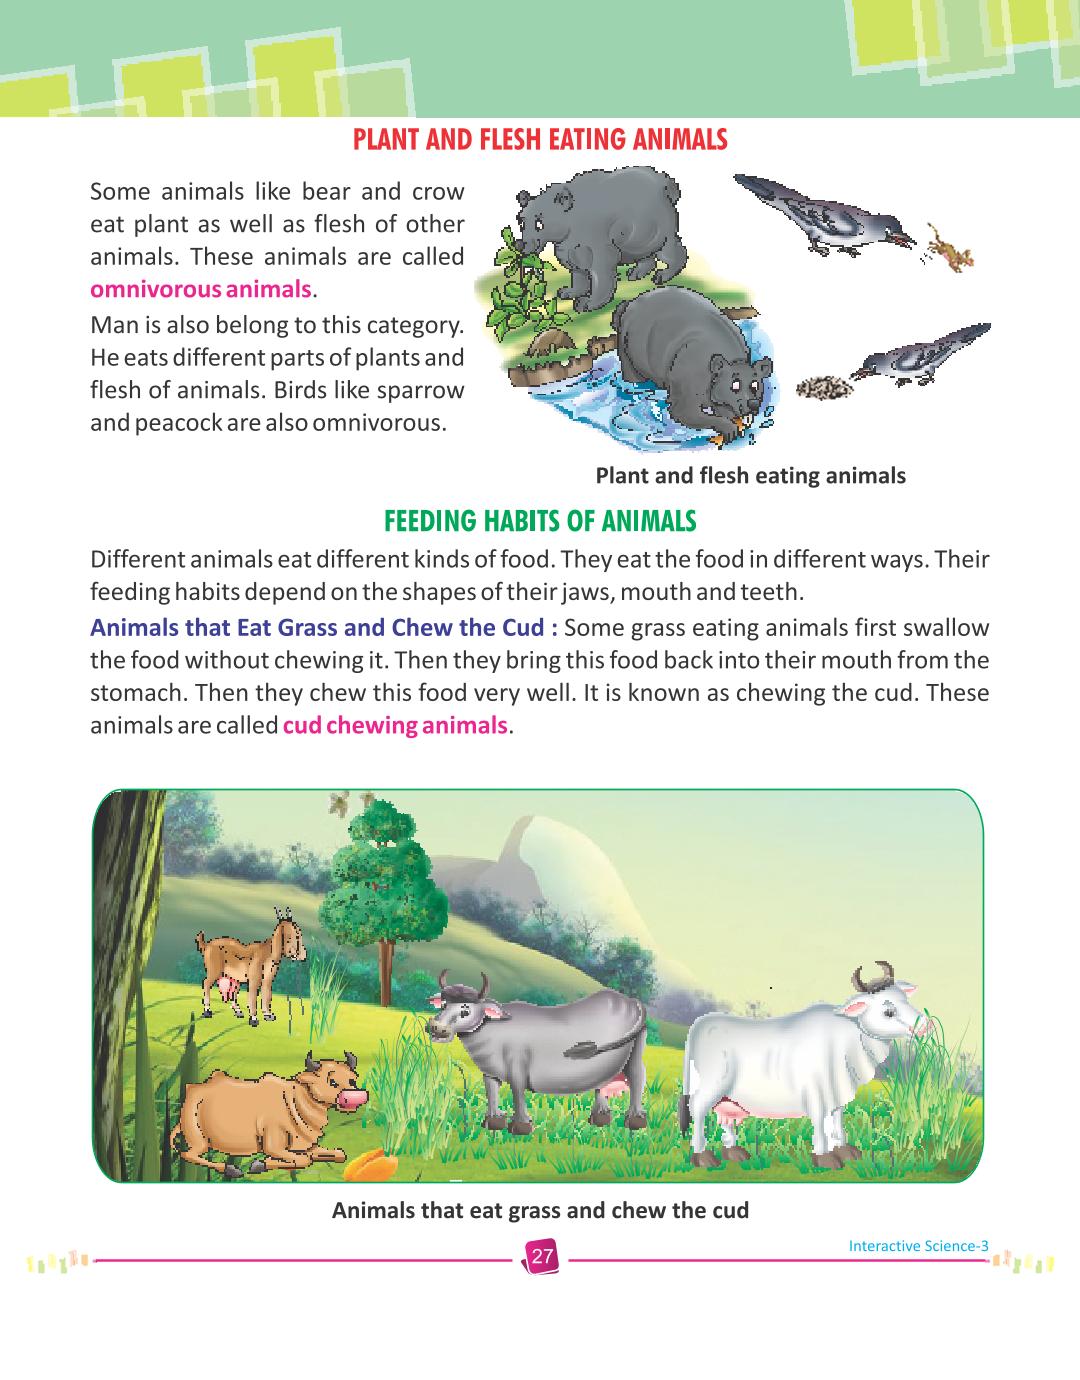 PLANT AND FLESH EATING ANIMALS
Some animals like bear and crow
eat plant as well as flesh of other
animals. These animals are called
omnivorous animals.
Man is also belong to this category.
He eats different parts of plants and
flesh of animals. Birds like sparrow
and peacock are also omnivorous.
Plant and flesh eating animals
FEEDING HABITS OF ANIMALS
Different animals eat different kinds of food. They eat the food in different ways. Their
feeding habits depend on the shapes of their jaws, mouth and teeth.
Animals that Eat Grass and Chew the Cud : Some grass eating animals first swallow
the food without chewing it. Then they bring this food back into their mouth from the
stomach. Then they chew this food very well. It is known as chewing the cud. These
animals are called cud chewing animals.
Animals that eat grass and chew the cud
Interactive Science-3
27